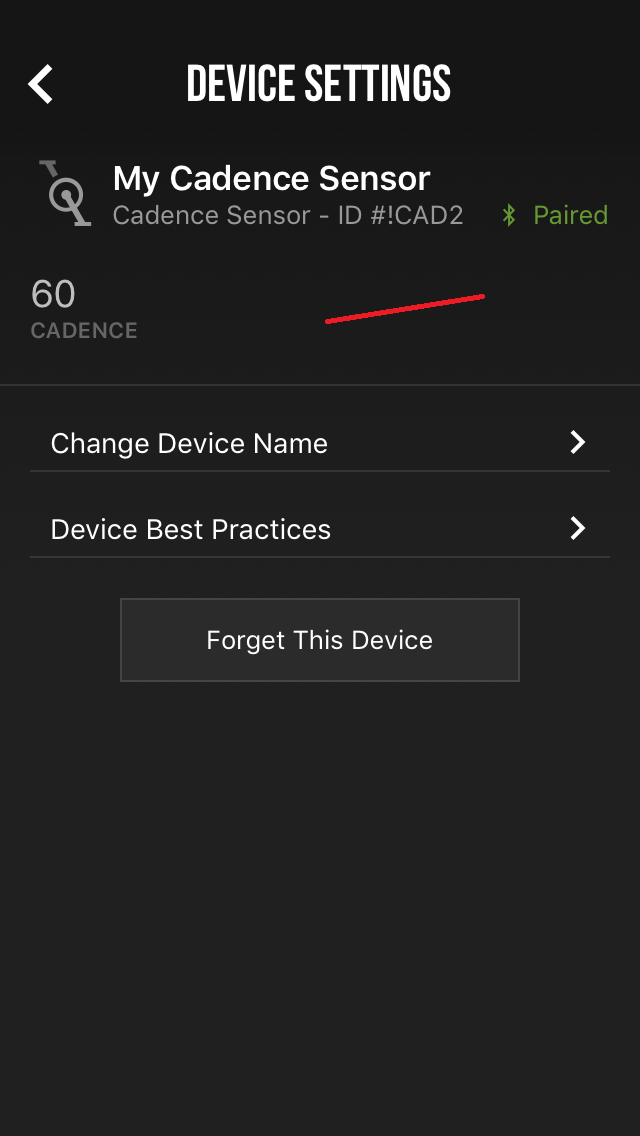 DEVICE SETTINGS
My Cadence Sensor
Cadence Sensor - ID #!CAD2 Paired
60
CADENCE
Change Device Name
Device Best Practices
Forget This Device